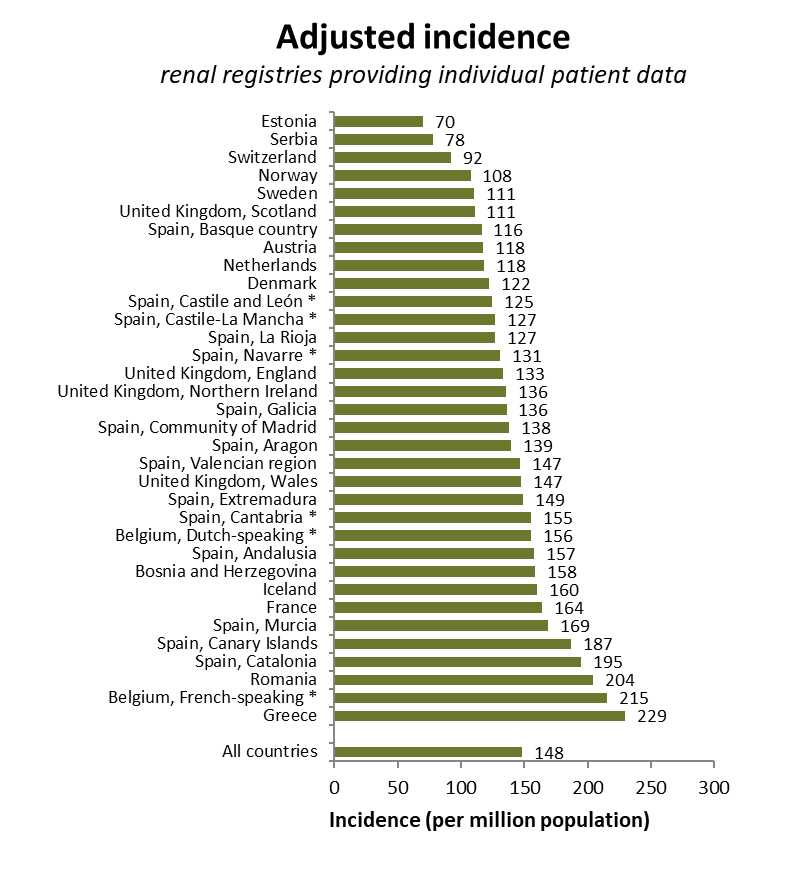 Adjusted incidence
renal registries providing individual patient data
Estonia 70
Serbia 78
Switzerland 92
Norway 108
Sweden 111
United Kingdom, Scotland 111
Spain, Basque country 116
Austria 118
Netherlands 118
Denmark 122
Spain, Castile and León * 125
Spain, Castile-La Mancha * 127
Spain, La Rioja 127
Spain, Navarre * 131
United Kingdom, England 133
United Kingdom, Northern Ireland 136
Spain, Galicia 136
Spain, Community of Madrid 138
Spain, Aragon 139
Spain, Valencian region 147
United Kingdom, Wales 147
Spain, Extremadura 149
Spain, Cantabria * 155
Belgium, Dutch-speaking * 156
Spain, Andalusia 157
Bosnia and Herzegovina 158
Iceland 160
France 164
Spain, Murcia 169
Spain, Canary Islands 187
Spain, Catalonia 195
Romania 204
Belgium, French-speaking * 215
Greece 229
All countries 148
0 50 100 150 200 250 300
Incidence (per million population)